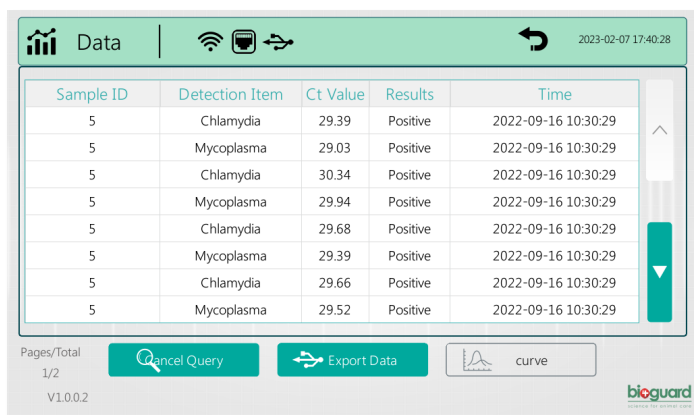 Data 2023-02-07 17:40:28
Sample ID Detection Item Ct Value Results Time
5 Chlamydia 29.39 Positive 2022-09-16 10:30:29
5 Mycoplasma 29.03 Positive 2022-09-16 10:30:29
5 Chlamydia 30.34 Positive 2022-09-16 10:30:29
5 Mycoplasma 29.94 Positive 2022-09-16 10:30:29
5 Chlamydia 29.68 Positive 2022-09-16 10:30:29
5 Mycoplasma 29.39 Positive 2022-09-16 10:30:29
5 Chlamydia 29.66 Positive 2022-09-16 10:30:29
5 Mycoplasma 29.52 Positive 2022-09-16 10:30:29
Pages/Total
1/2
Cancel Query Export Data curve
V1.0.0.2
bioguard
science for animal care